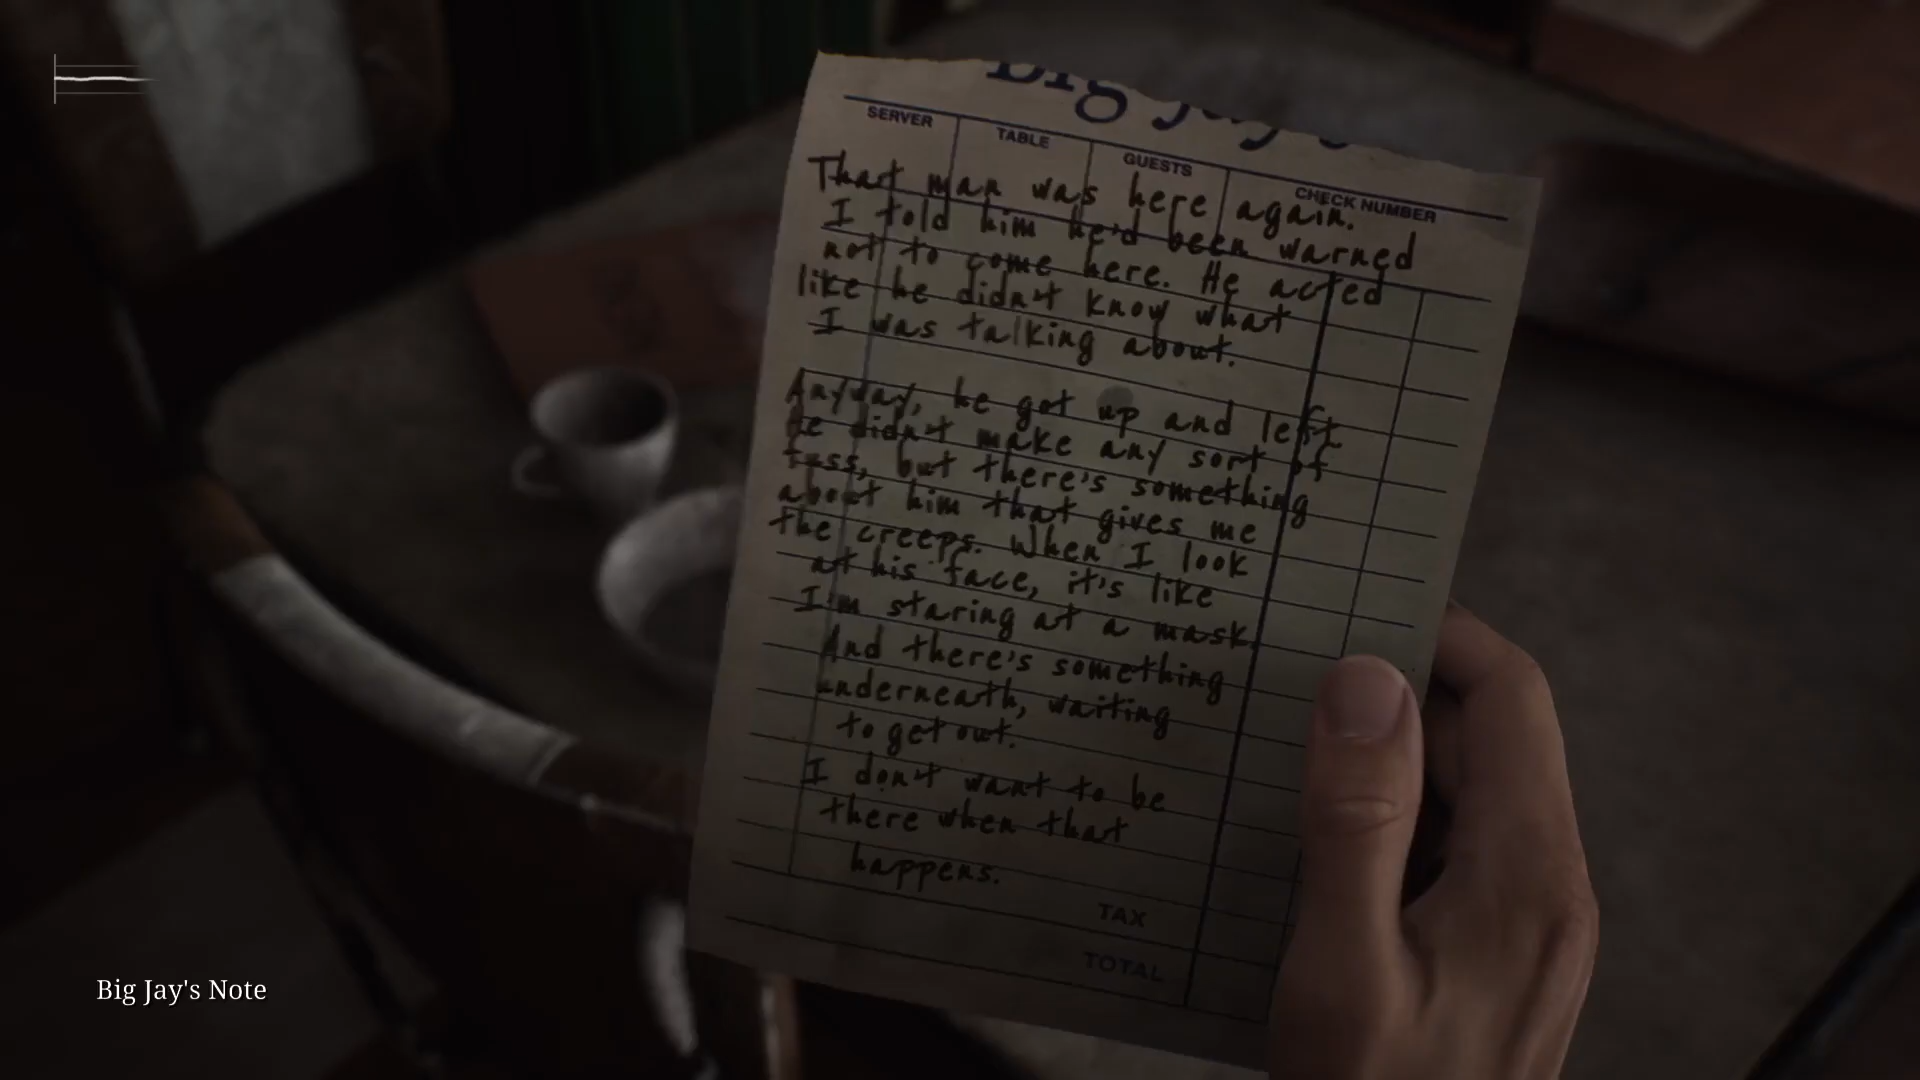 Big Jay's
SERVER TABLE GUESTS CHECK NUMBER
That man was here again.
I told him he'd been warned
not to come here. He acted
like he didn't know what
I was talking about.
Anyway, he got up and left
He didn't make any sort of
fuss, but there's something
about him that gives me
the creeps. When I look
at his face, it's like
I'm staring at a mask,
And there's something
underneath, waiting
to get out.
I don't want to be
there when that
happens.
TAX
TOTAL
Big Jay's Note